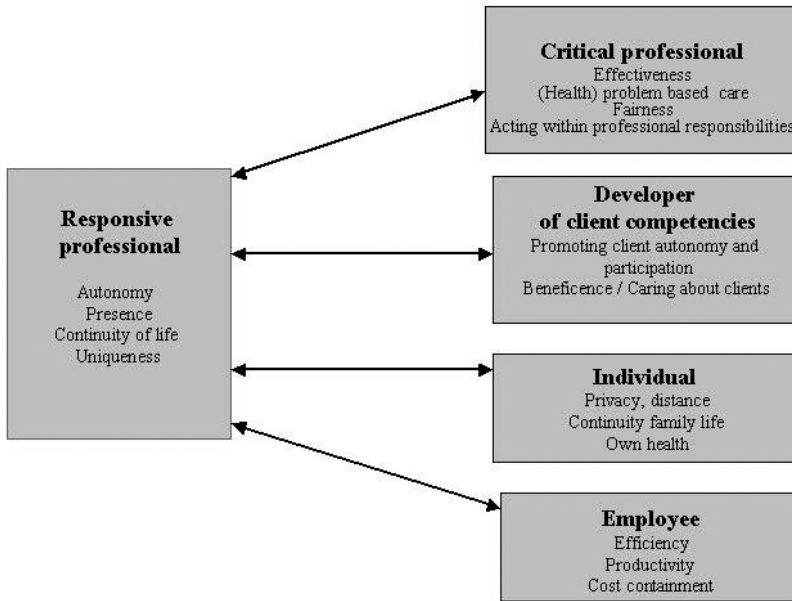 Responsive
professional
Autonomy
Presence
Continuity of life
Uniqueness
Critical professional
Effectiveness
(Health) problem based care
Fairness
Acting within professional responsibilities
Developer
of client competencies
Promoting client autonomy and
participation
Beneficence / Caring about clients
Individual
Privacy, distance
Continuity family life
Own health
Employee
Efficiency
Productivity
Cost containment